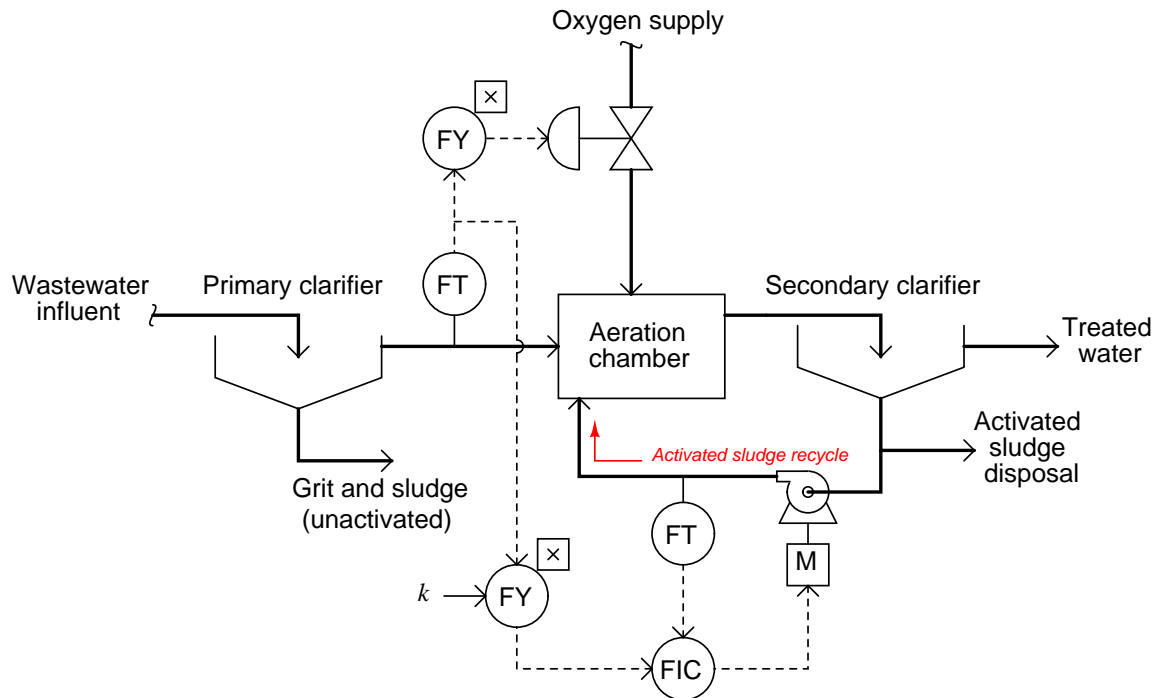 Oxygen supply
×
FY
Wastewater
influent
Primary clarifier
FT
Aeration
chamber
Secondary clarifier
Treated
water
Activated sludge recycle
Activated
sludge
disposal
Grit and sludge
(unactivated)
FT
M
×
k
FY
FIC